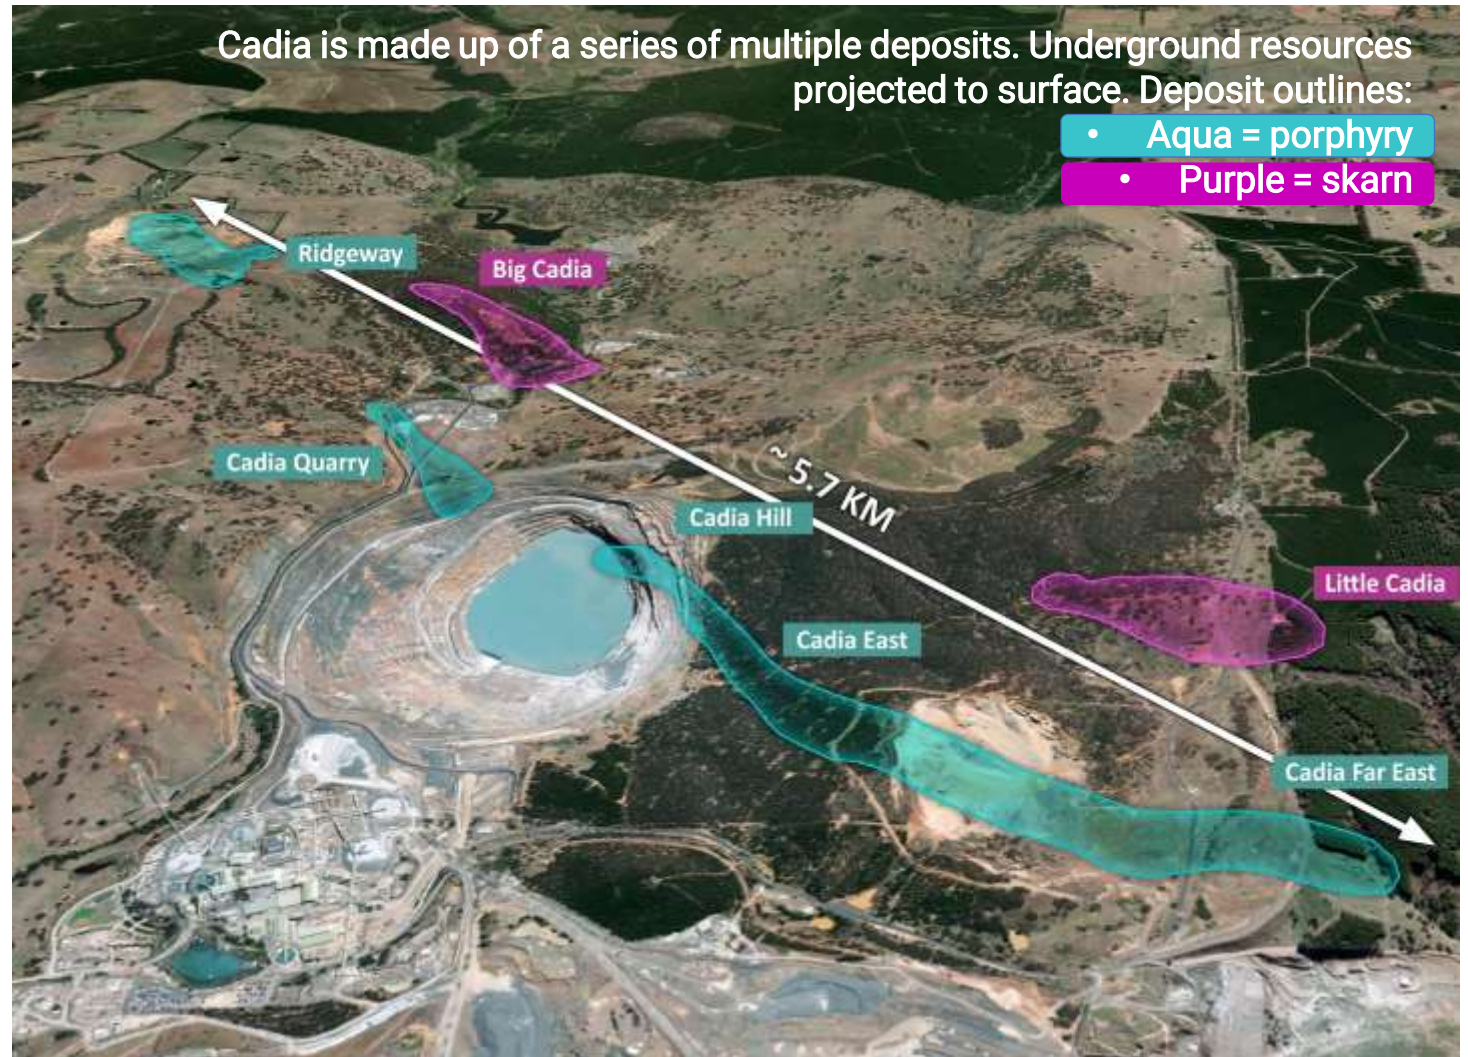 Cadia is made up of a series of multiple deposits. Underground resources
projected to surface. Deposit outlines:
• Aqua = porphyry
• Purple = skarn
Ridgeway
Big Cadia
Cadia Quarry
~ 5.7 KM
Cadia Hill
Little Cadia
Cadia East
Cadia Far East